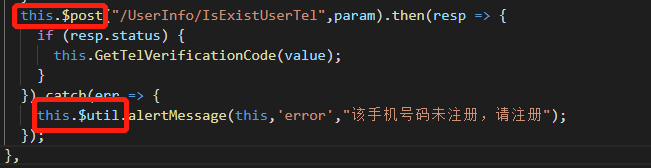 this.$post("/UserInfo/IsExistUserTel",param).then(resp => {
if (resp.status) {
this.GetTelVerificationCode(value);
}
}).catch(err => {
this.$util.alertMessage(this,'error',"该手机号码未注册，请注册");
});
},